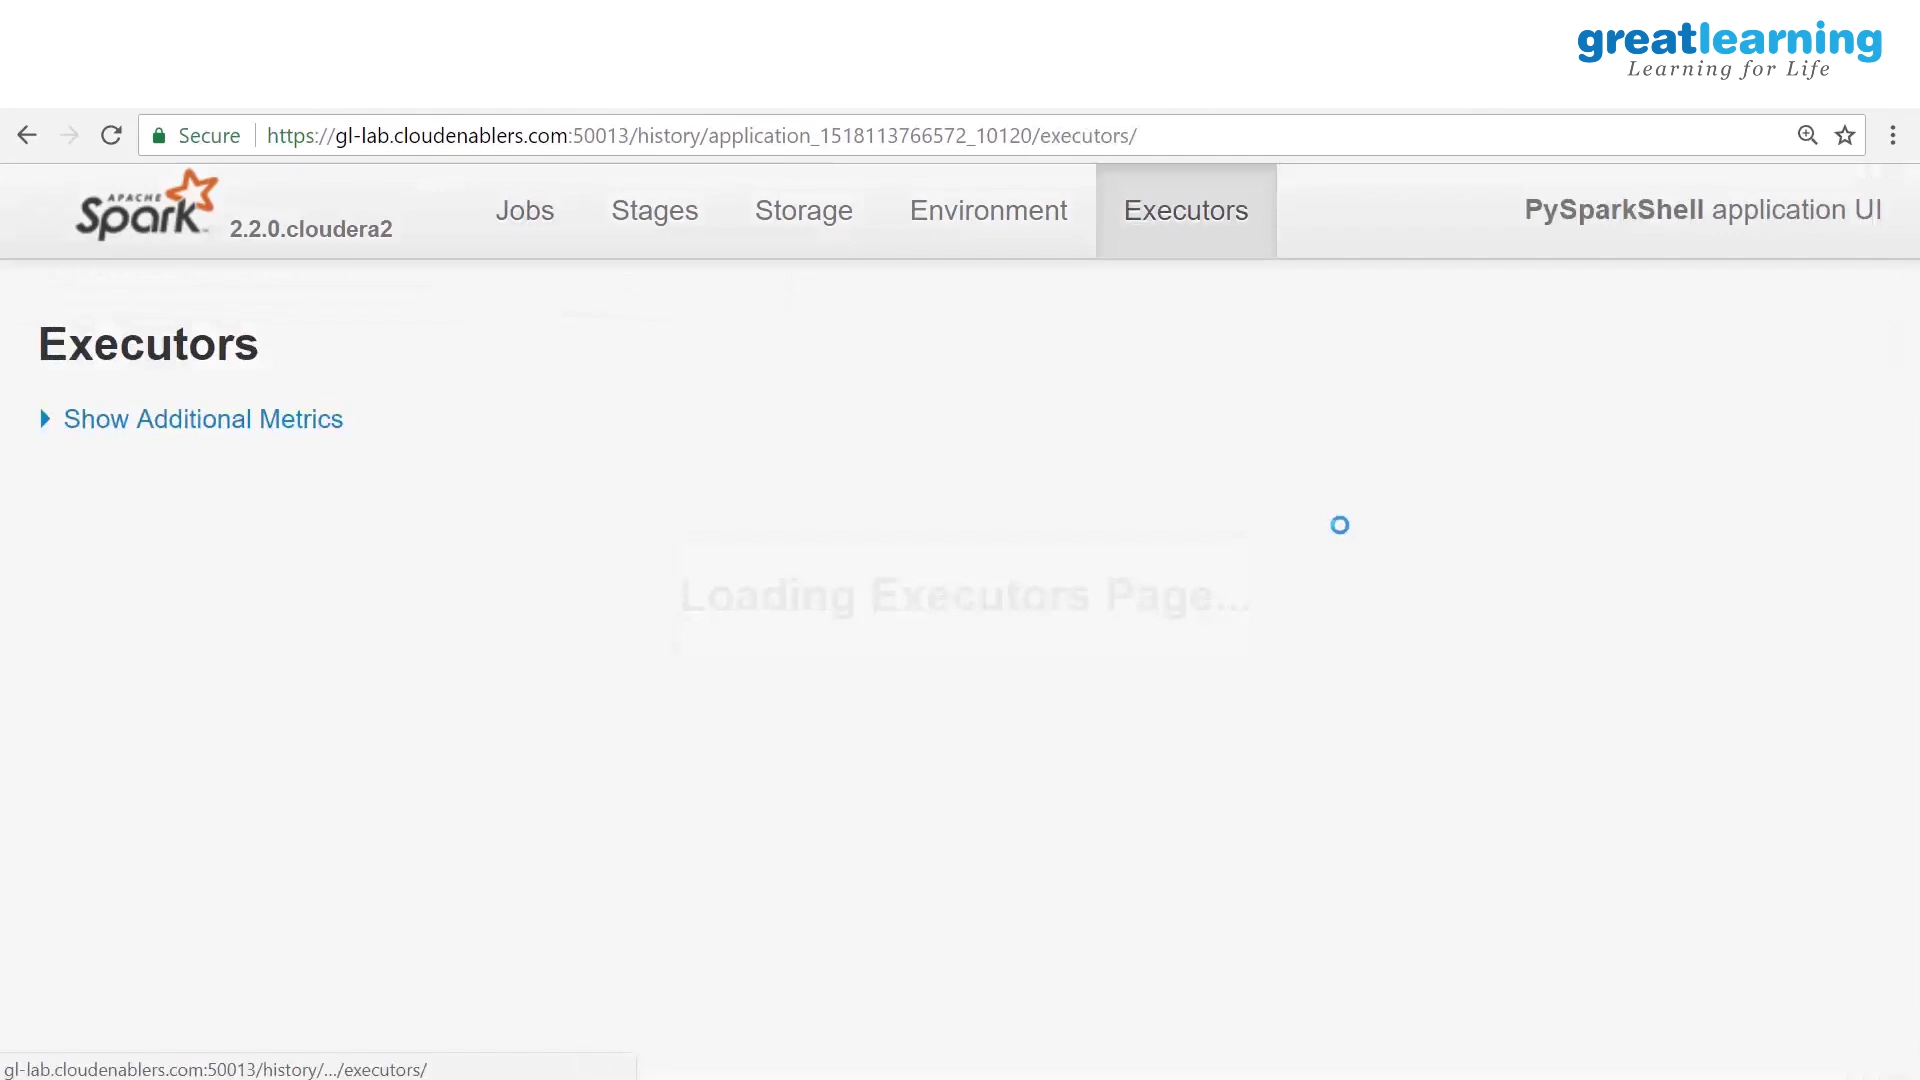 greatlearning
Learning for Life
Secure https://gl-lab.cloudenablers.com:50013/history/application_1518113766572_10120/executors/
APACHE
Spark 2.2.0.cloudera2 Jobs Stages Storage Environment Executors PySparkShell application UI
Executors
Show Additional Metrics
Loading Executors Page...
gl-lab.cloudenablers.com:50013/history/.../executors/